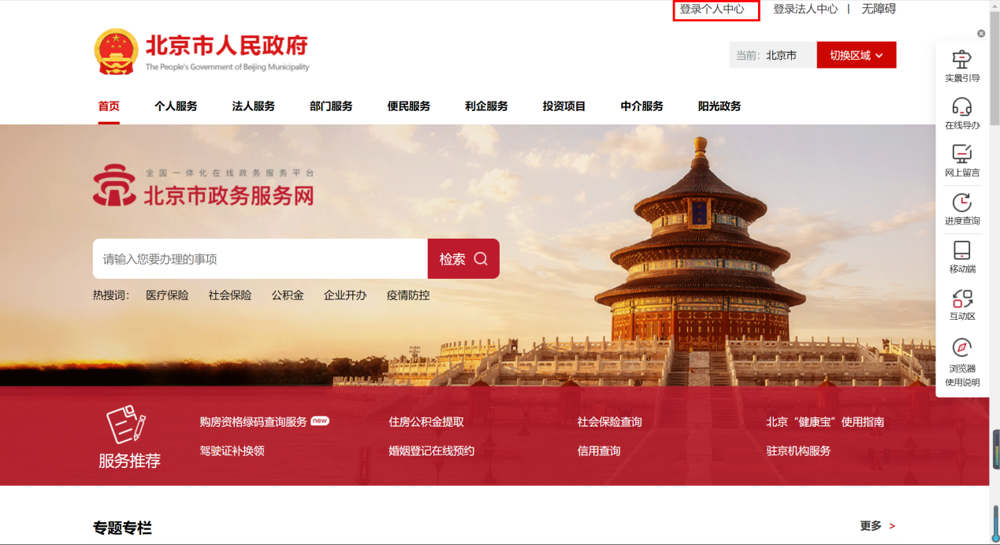 登录个人中心 登录法人中心 | 无障碍
北京市人民政府
The People's Government of Beijing Municipality
当前: 北京市 切换区域
首页 个人服务 法人服务 部门服务 便民服务 利企服务 投资项目 中介服务 阳光政务
全国一体化在线政务服务平台
北京市政务服务网
请输入您要办理的事项 检索
热搜词: 医疗保险 社会保险 公积金 企业开办 疫情防控
实景引导
在线导办
网上留言
进度查询
移动端
互动区
浏览器
使用说明
服务推荐
购房资格绿码查询服务 new 住房公积金提取 社会保险查询 北京“健康宝”使用指南
驾驶证补换领 婚姻登记在线预约 信用查询 驻京机构服务
专题专栏 更多 >